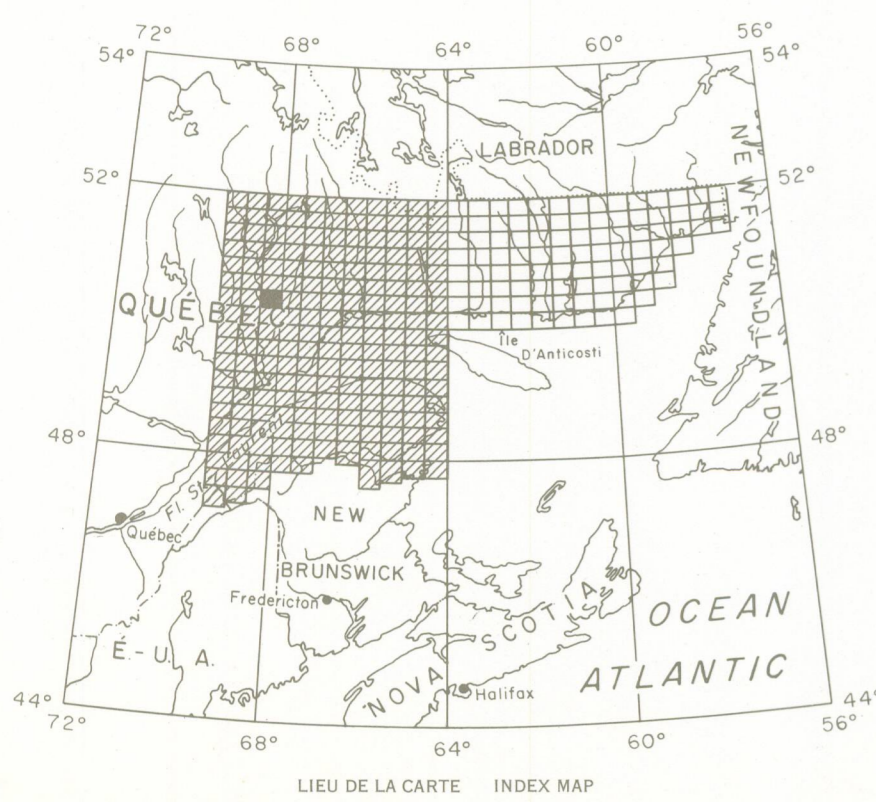 72° 68° 64° 60° 56°
54° 54°
LABRADOR
52° 52°
NEWFOUNDLAND
QUÉBEC
Île
D'Anticosti
48° 48°
Fl. St. Laurent
Québec
NEW
BRUNSWICK
Fredericton
NOVA SCOTIA
OCEAN
ATLANTIC
É.-U. A.
Halifax
44° 44°
72° 68° 64° 60° 56°
LIEU DE LA CARTE INDEX MAP